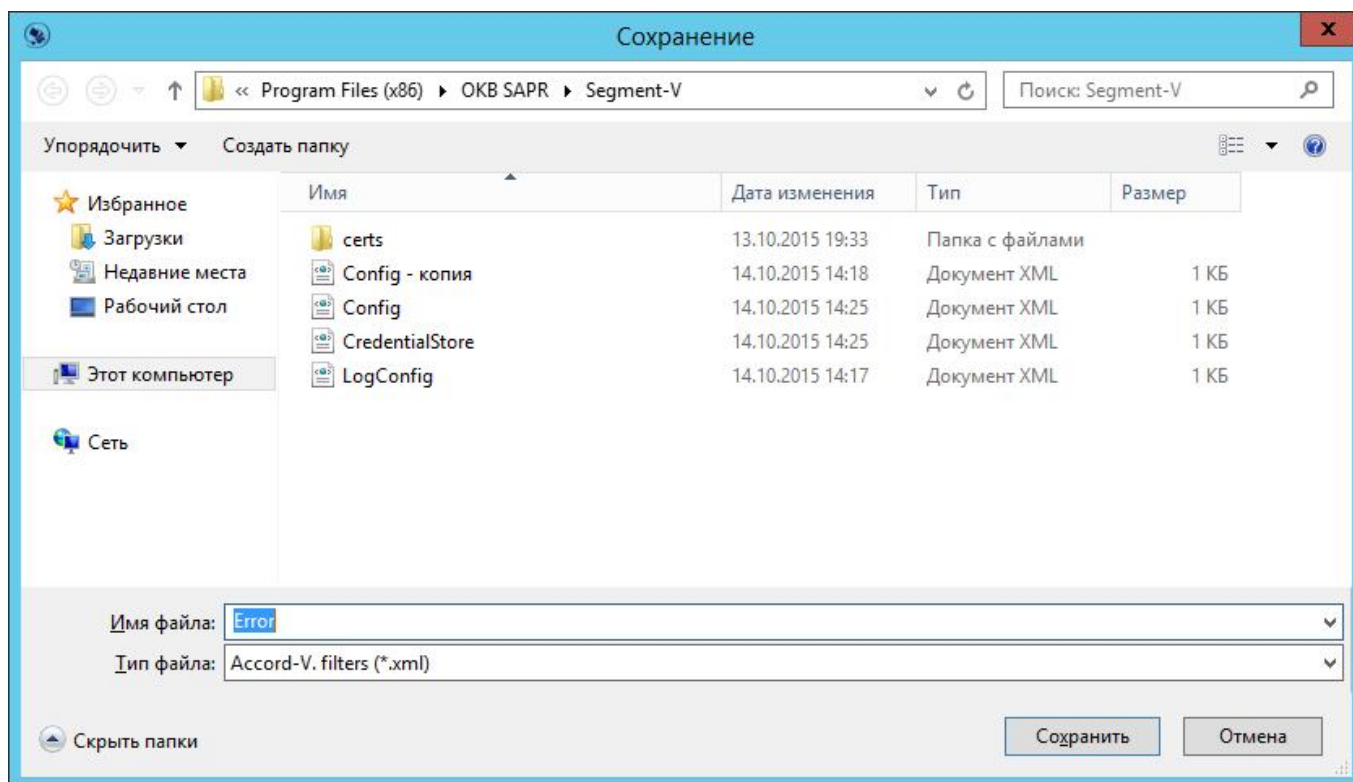 Сохранение
x
« Program Files (x86) OKB SAPR Segment-V
Поиск: Segment-V
Упорядочить Создать папку
Имя Дата изменения Тип Размер
Избранное
Загрузки
Недавние места
Рабочий стол
Этот компьютер
Сеть
certs 13.10.2015 19:33 Папка с файлами
Config - копия 14.10.2015 14:18 Документ XML 1 КБ
Config 14.10.2015 14:25 Документ XML 1 КБ
CredentialStore 14.10.2015 14:25 Документ XML 1 КБ
LogConfig 14.10.2015 14:17 Документ XML 1 КБ
Имя файла: Error
Тип файла: Accord-V. filters (*.xml)
Скрыть папки
Сохранить Отмена